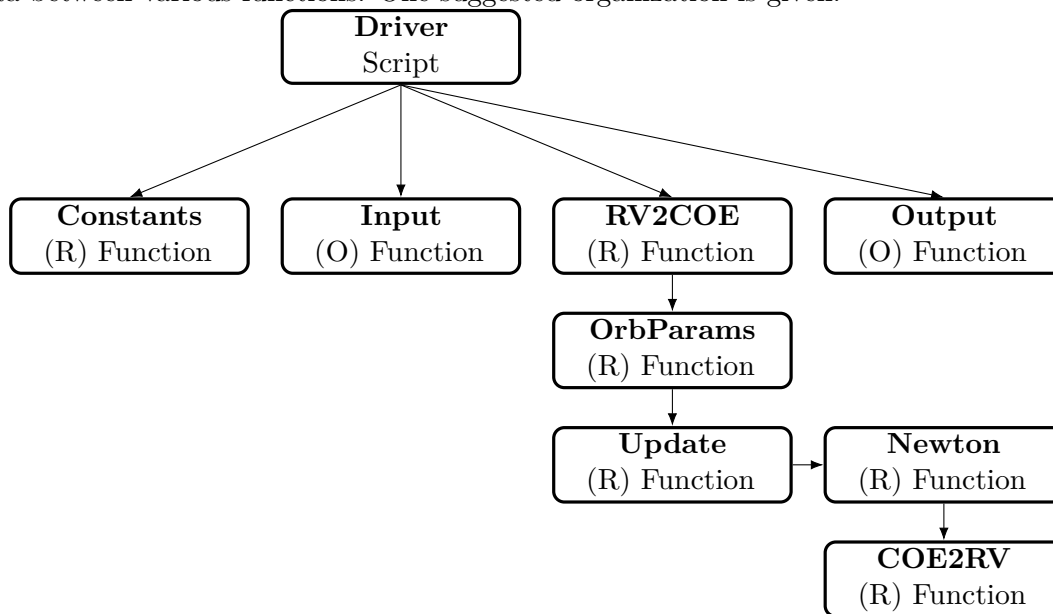 between various functions. One suggested organization is given.
Driver
Script
Constants
(R) Function
Input
(O) Function
RV2COE
(R) Function
Output
(O) Function
OrbParams
(R) Function
Update
(R) Function
Newton
(R) Function
COE2RV
(R) Function